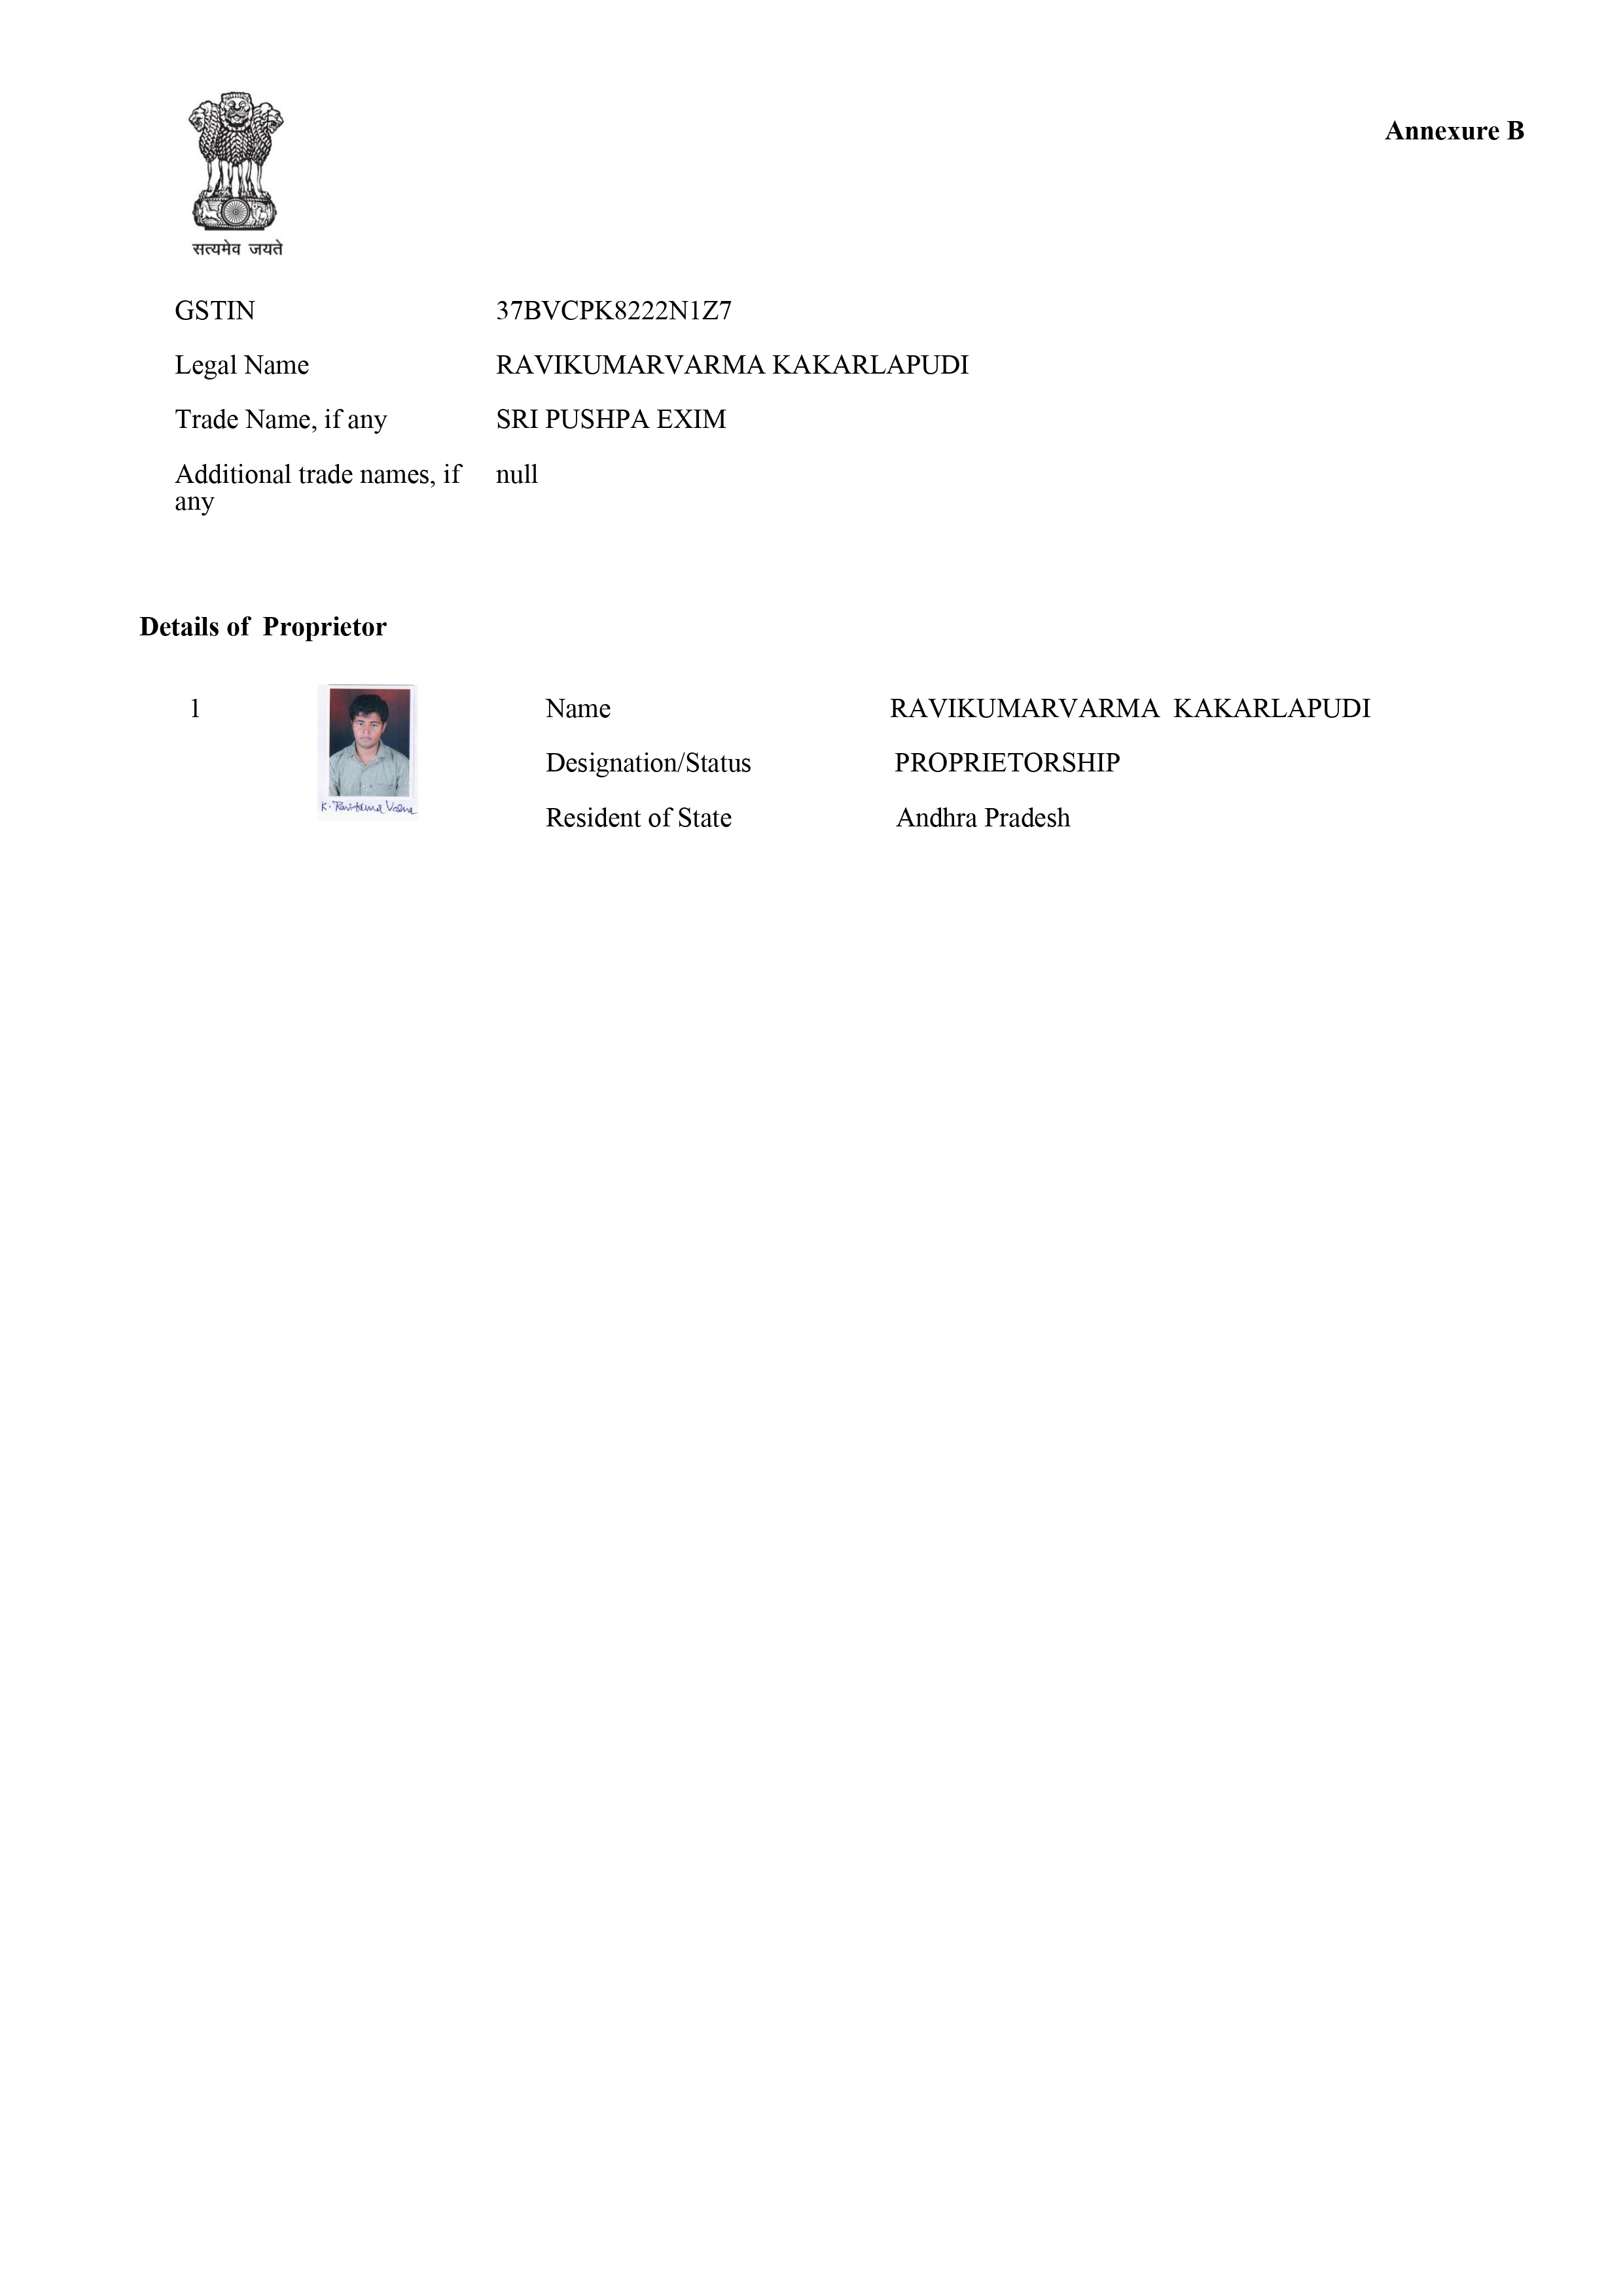 Annexure B
सत्यमेव जयते
GSTIN 37BVCPK8222N1Z7
Legal Name RAVIKUMARVARMA KAKARLAPUDI
Trade Name, if any SRI PUSHPA EXIM
Additional trade names, if null
any
Details of Proprietor
1 Name RAVIKUMARVARMA KAKARLAPUDI
Designation/Status PROPRIETORSHIP
K. Ravikuma Varma
Resident of State Andhra Pradesh